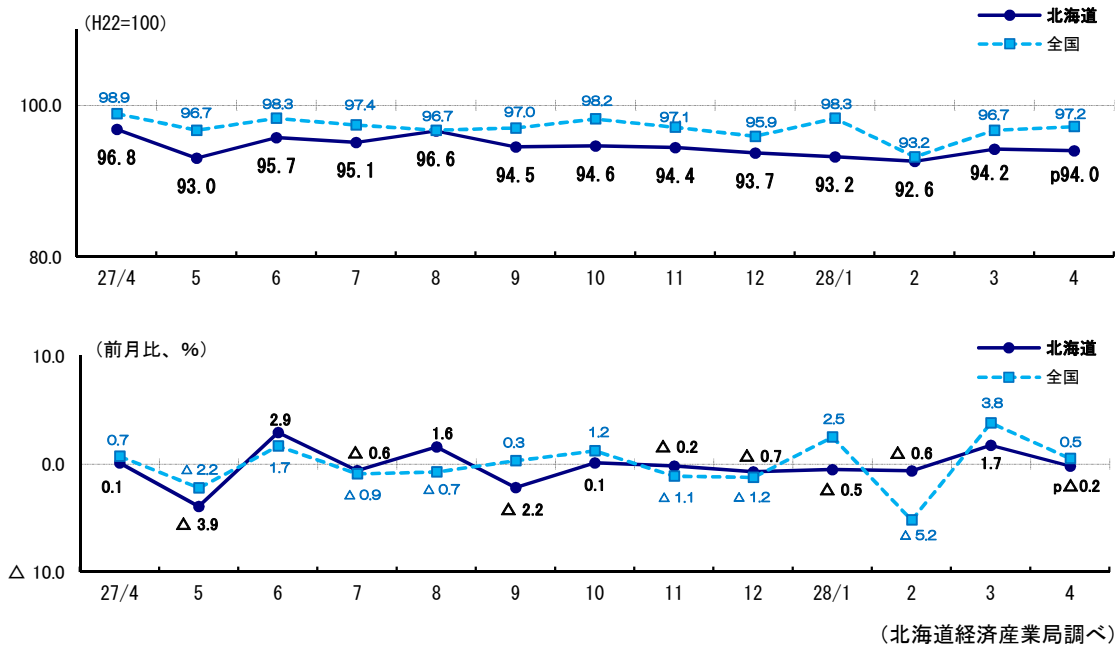 (H22=100)
北海道
全国
100.0
98.9 96.7 98.3 97.4 96.7 97.0 98.2 97.1 95.9 98.3 93.2 96.7 97.2
96.8 93.0 95.7 95.1 96.6 94.5 94.6 94.4 93.7 93.2 92.6 94.2 p94.0
80.0
27/4 5 6 7 8 9 10 11 12 28/1 2 3 4
(前月比、%)
北海道
全国
10.0
0.7 △2.2 1.7 △0.9 △0.7 0.3 1.2 △1.1 △1.2 2.5 △5.2 3.8 0.5
0.0
0.1 △3.9 2.9 △0.6 1.6 △2.2 0.1 △0.2 △0.7 △0.5 △0.6 1.7 p△0.2
△10.0
27/4 5 6 7 8 9 10 11 12 28/1 2 3 4
(北海道経済産業局調べ)